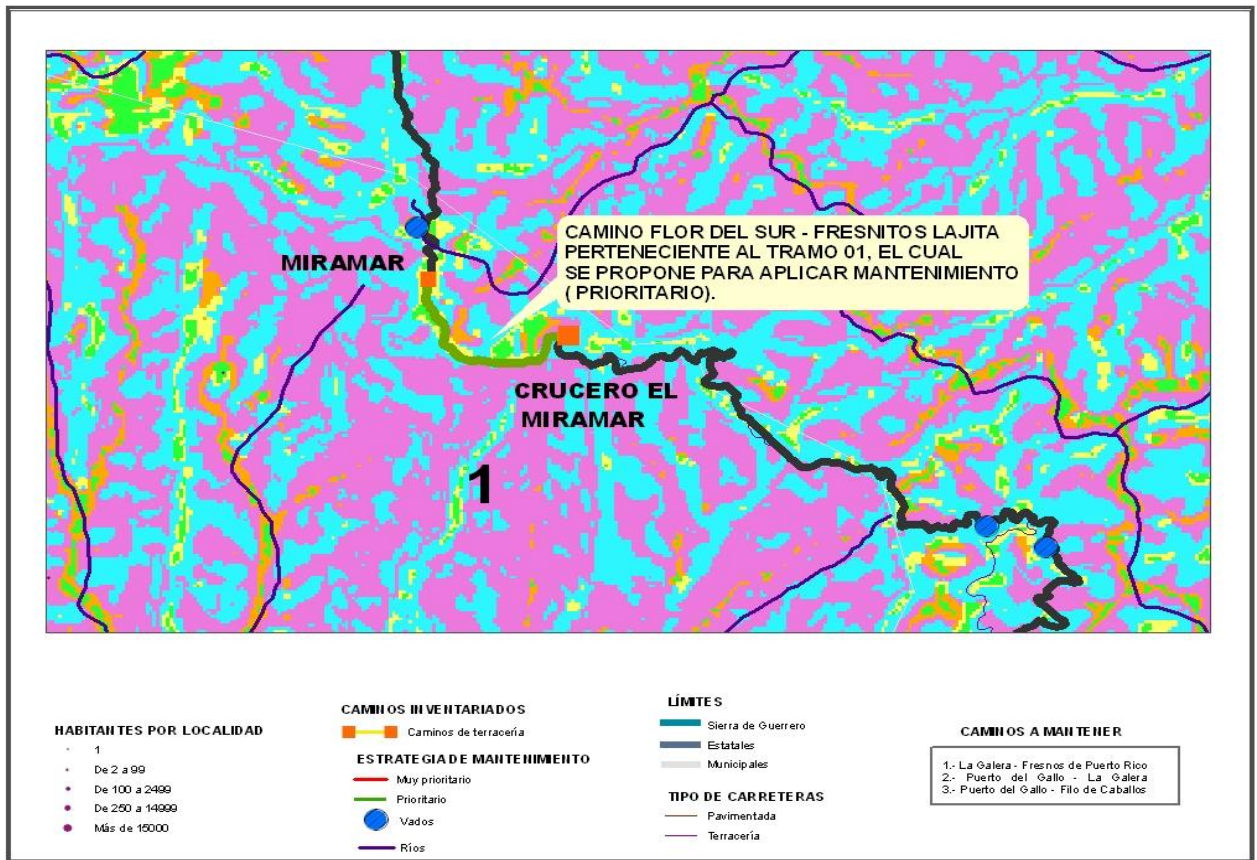 CAMINO FLOR DEL SUR - FRESNITOS LAJITA
PERTENECIENTE AL TRAMO 01, EL CUAL
SE PROPONE PARA APLICAR MANTENIMIENTO
( PRIORITARIO).
MIRAMAR
CRUCERO EL
MIRAMAR
1
HABITANTES POR LOCALIDAD
1
De 2 a 99
De 100 a 2499
De 250 a 14999
Más de 15000
CAMINOS INVENTARIADOS
Caminos de terracería
ESTRATEGIA DE MANTENIMIENTO
Muy prioritario
Prioritario
Vados
Ríos
LÍMITES
Sierra de Guerrero
Estatales
Municipales
TIPO DE CARRETERAS
Pavimentada
Terracería
CAMINOS A MANTENER
1.- La Galera - Fresnos de Puerto Rico
2.- Puerto del Gallo - La Galera
3.- Puerto del Gallo - Filo de Caballos